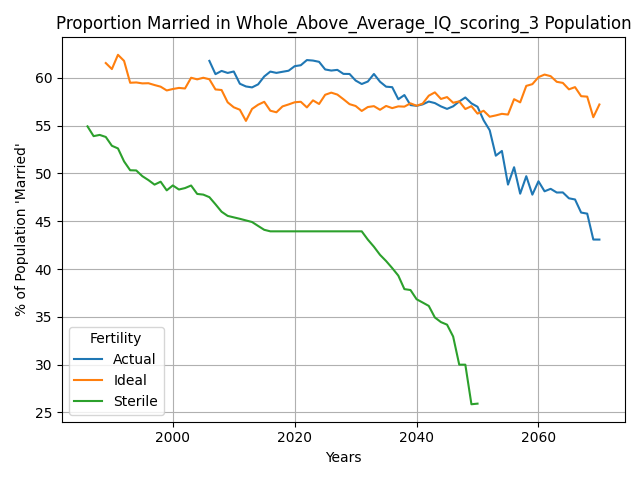 Proportion Married in Whole_Above_Average_IQ_scoring_3 Population
% of Population 'Married'
60
55
50
45
40
35
30
25
Fertility
Actual
Ideal
Sterile
2000 2020 2040 2060
Years